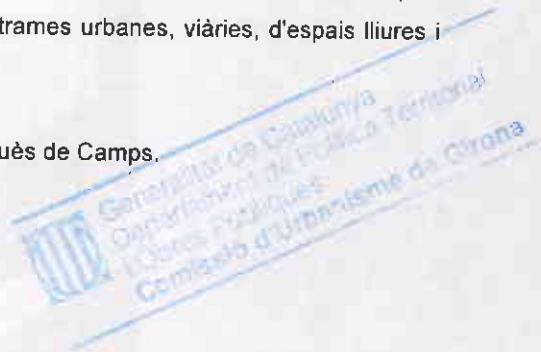 trames urbanes, viàries, d'espais lliures i
uès de Camps,
Generalitat de Catalunya
Departament de Política Territorial
i Obres Públiques
Comissió d'Urbanisme de Girona